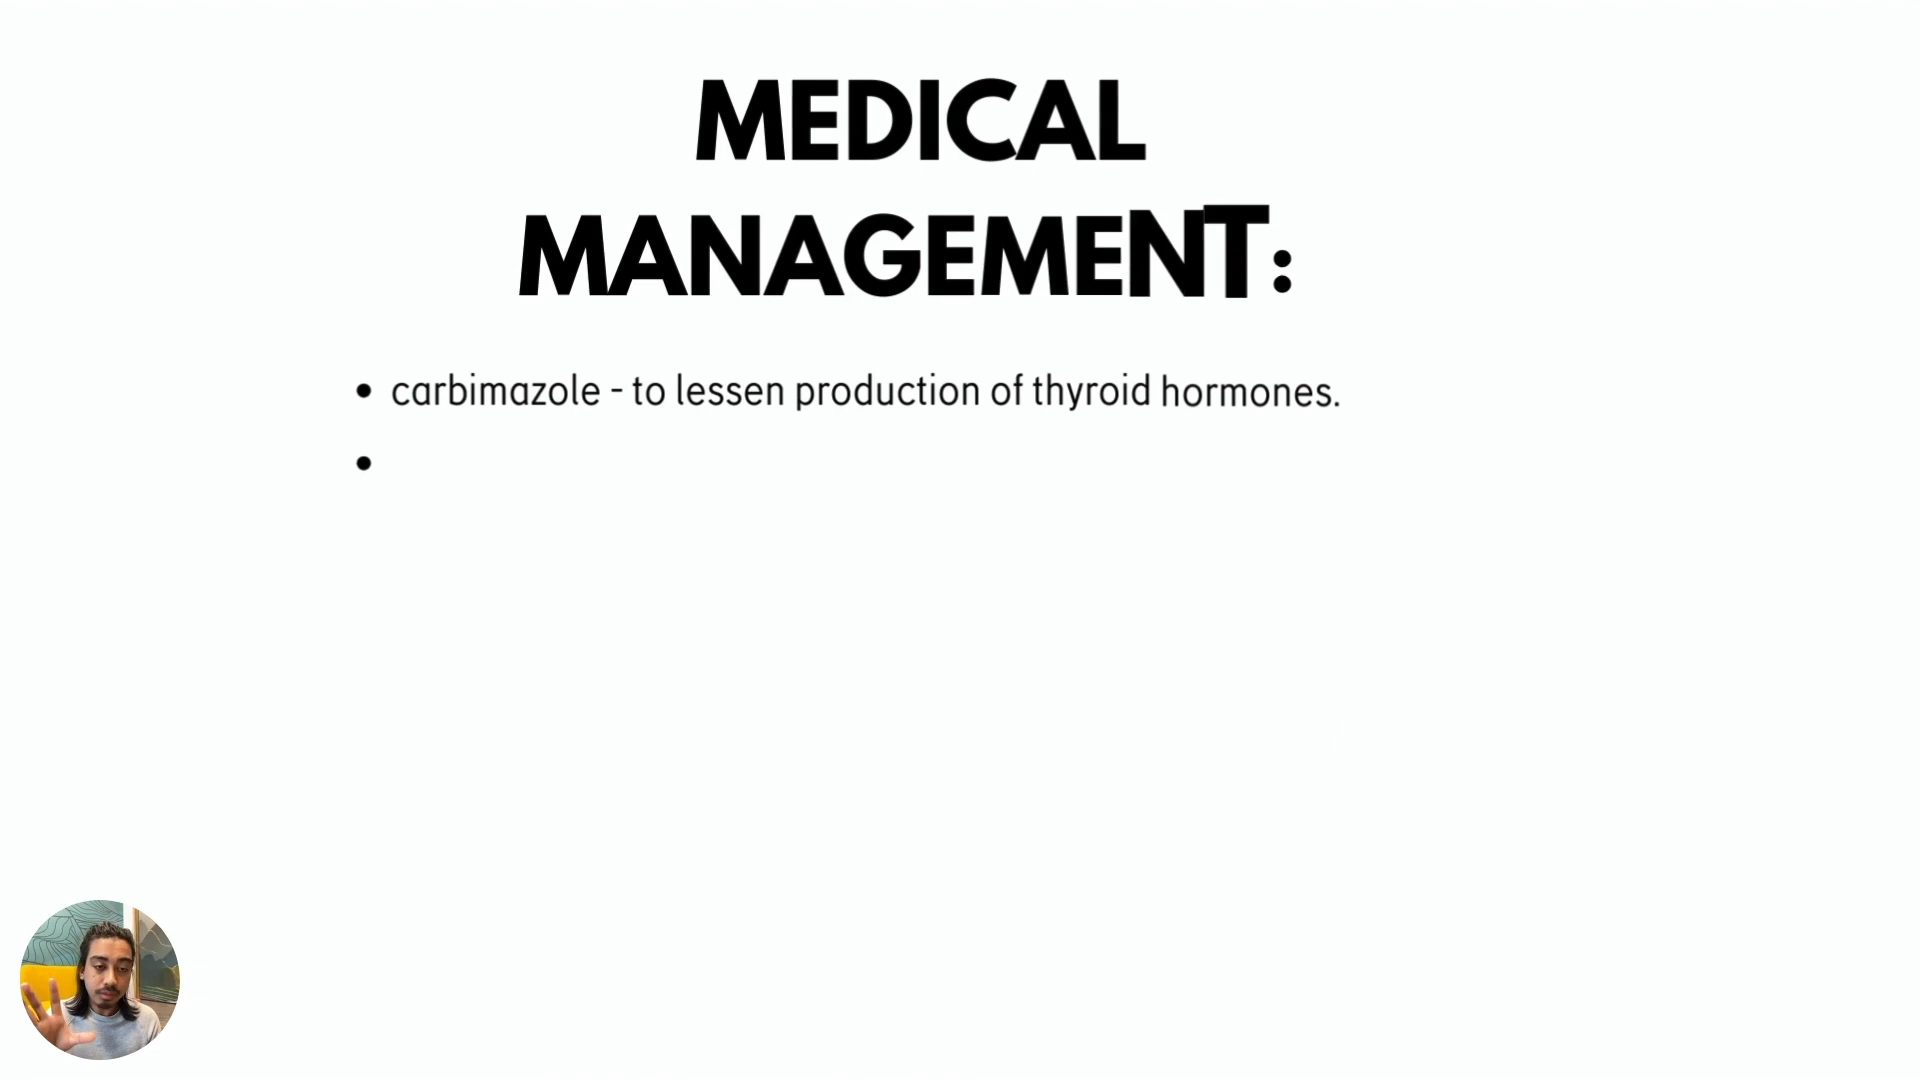 MEDICAL
MANAGEMENT:
• carbimazole - to lessen production of thyroid hormones.
•